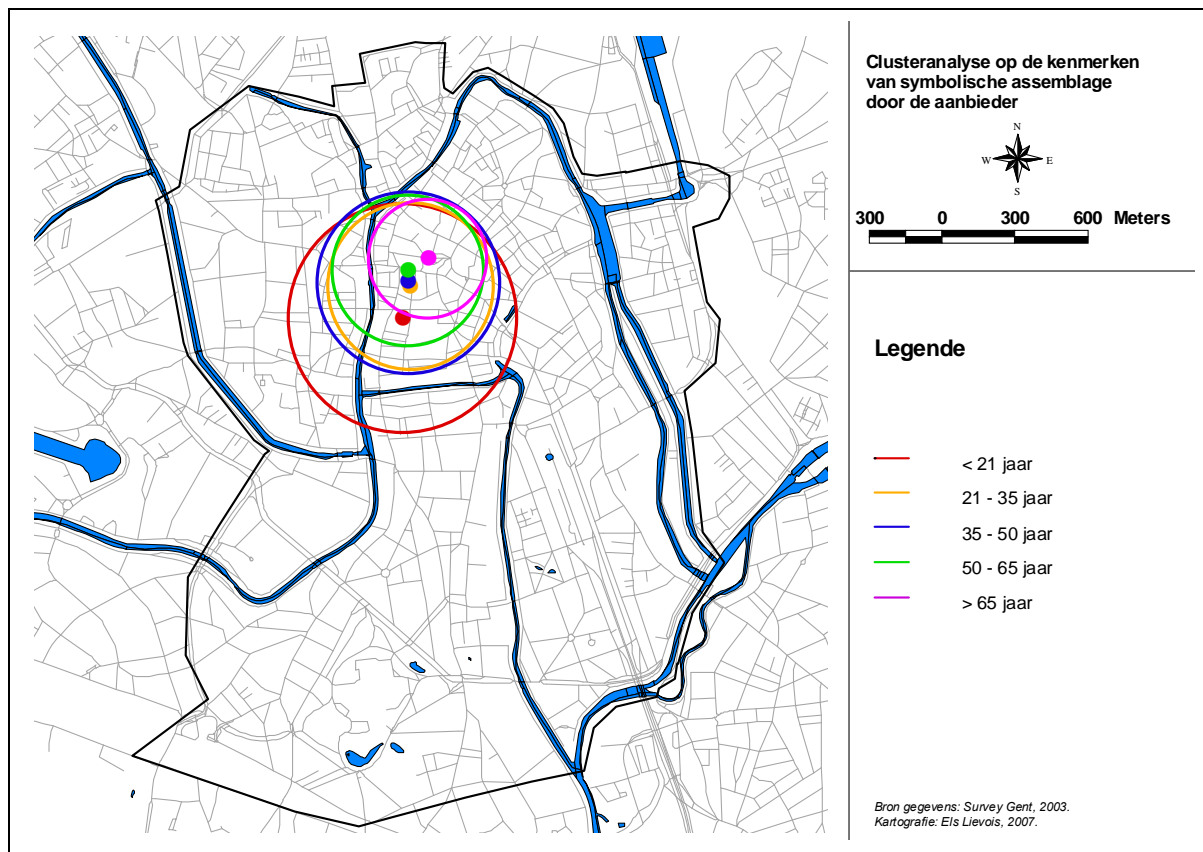 Clusteranalyse op de kenmerken
van symbolische assemblage
door de aanbieder
N
W E
S
300 0 300 600 Meters
Legende
< 21 jaar
21 - 35 jaar
35 - 50 jaar
50 - 65 jaar
> 65 jaar
Bron gegevens: Survey Gent, 2003.
Kartografie: Els Lievois, 2007.